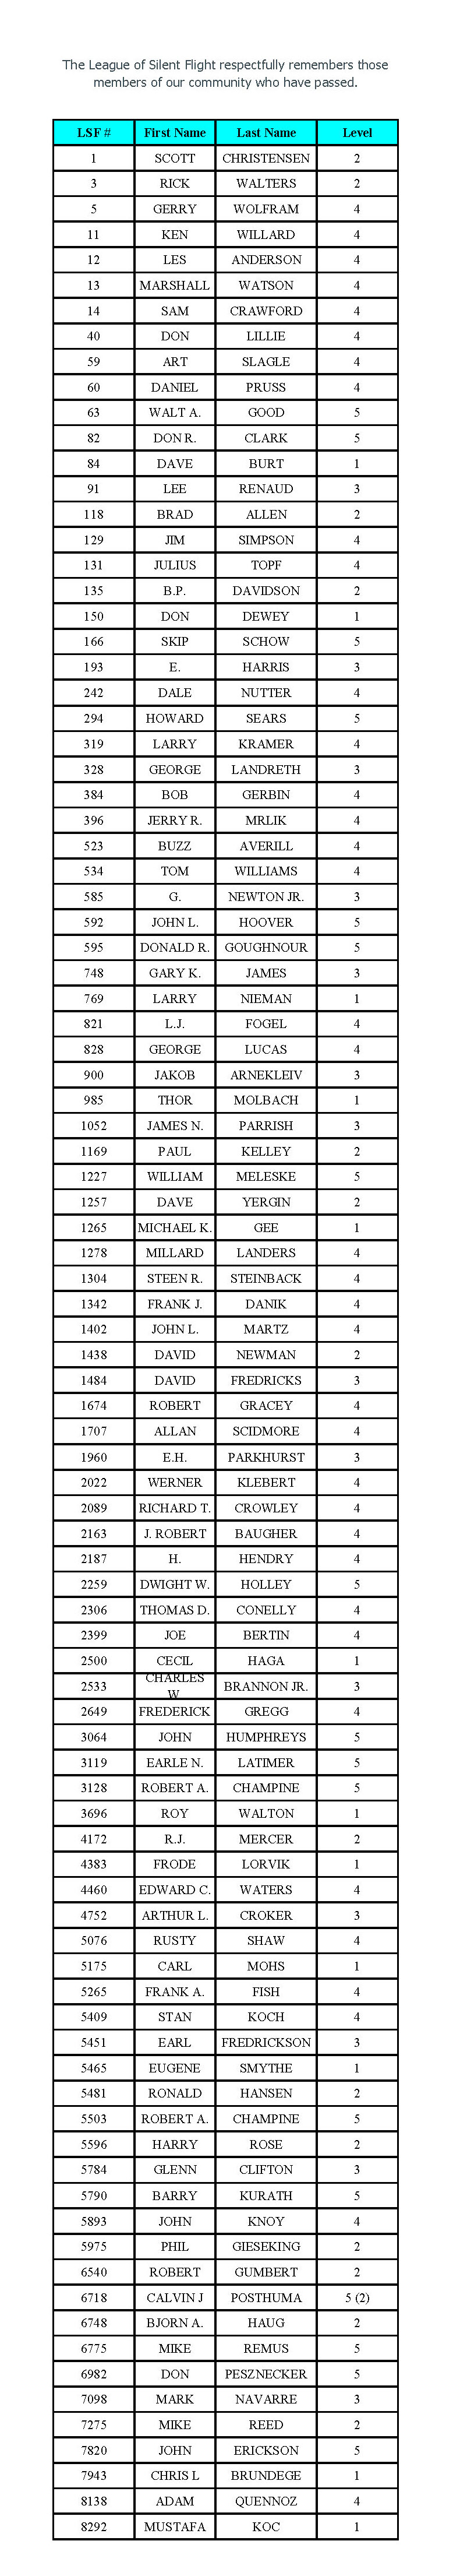 The League of Silent Flight respectfully remembers those
members of our community who have passed.
LSF # First Name Last Name Level
1 SCOTT CHRISTENSEN 2
3 RICK WALTERS 2
5 GERRY WOLFRAM 4
11 KEN WILLARD 4
12 LES ANDERSON 4
13 MARSHALL WATSON 4
14 SAM CRAWFORD 4
40 DON LILLIE 4
59 ART SLAGLE 4
60 DANIEL PRUSS 4
63 WALT A. GOOD 5
82 DON R. CLARK 5
84 DAVE BURT 1
91 LEE RENAUD 3
118 BRAD ALLEN 2
129 JIM SIMPSON 4
131 JULIUS TOPF 4
135 B.P. DAVIDSON 2
150 DON DEWEY 1
166 SKIP SCHOW 5
193 E. HARRIS 3
242 DALE NUTTER 4
294 HOWARD SEARS 5
319 LARRY KRAMER 4
328 GEORGE LANDRETH 3
384 BOB GERBIN 4
396 JERRY R. MRLIK 4
523 BUZZ AVERILL 4
534 TOM WILLIAMS 4
585 G. NEWTON JR. 3
592 JOHN L. HOOVER 5
595 DONALD R. GOUGHNOUR 5
748 GARY K. JAMES 3
769 LARRY NIEMAN 1
821 L.J. FOGEL 4
828 GEORGE LUCAS 4
900 JAKOB ARNEKLEIV 3
985 THOR MOLBACH 1
1052 JAMES N. PARRISH 3
1169 PAUL KELLEY 2
1227 WILLIAM MELESKE 5
1257 DAVE YERGIN 2
1265 MICHAEL K. GEE 1
1278 MILLARD LANDERS 4
1304 STEEN R. STEINBACK 4
1342 FRANK J. DANIK 4
1402 JOHN L. MARTZ 4
1438 DAVID NEWMAN 2
1484 DAVID FREDRICKS 3
1674 ROBERT GRACEY 4
1707 ALLAN SCIDMORE 4
1960 E.H. PARKHURST 3
2022 WERNER KLEBERT 4
2089 RICHARD T. CROWLEY 4
2163 J. ROBERT BAUGHER 4
2187 H. HENDRY 4
2259 DWIGHT W. HOLLEY 5
2306 THOMAS D. CONELLY 4
2399 JOE BERTIN 4
2500 CECIL HAGA 1
2533 CHARLES W. BRANNON JR. 3
2649 FREDERICK GREGG 4
3064 JOHN HUMPHREYS 5
3119 EARLE N. LATIMER 5
3128 ROBERT A. CHAMPINE 5
3696 ROY WALTON 1
4172 R.J. MERCER 2
4383 FRODE LORVIK 1
4460 EDWARD C. WATERS 4
4752 ARTHUR L. CROKER 3
5076 RUSTY SHAW 4
5175 CARL MOHS 1
5265 FRANK A. FISH 4
5409 STAN KOCH 4
5451 EARL FREDRICKSON 3
5465 EUGENE SMYTHE 1
5481 RONALD HANSEN 2
5503 ROBERT A. CHAMPINE 5
5596 HARRY ROSE 2
5784 GLENN CLIFTON 3
5790 BARRY KURATH 5
5893 JOHN KNOY 4
5975 PHIL GIESEKING 2
6540 ROBERT GUMBERT 2
6718 CALVIN J POSTHUMA 5 (2)
6748 BJORN A. HAUG 2
6775 MIKE REMUS 5
6982 DON PESZNECKER 5
7098 MARK NAVARRE 3
7275 MIKE REED 2
7820 JOHN ERICKSON 5
7943 CHRIS L BRUNDEGE 1
8138 ADAM QUENNOZ 4
8292 MUSTAFA KOC 1